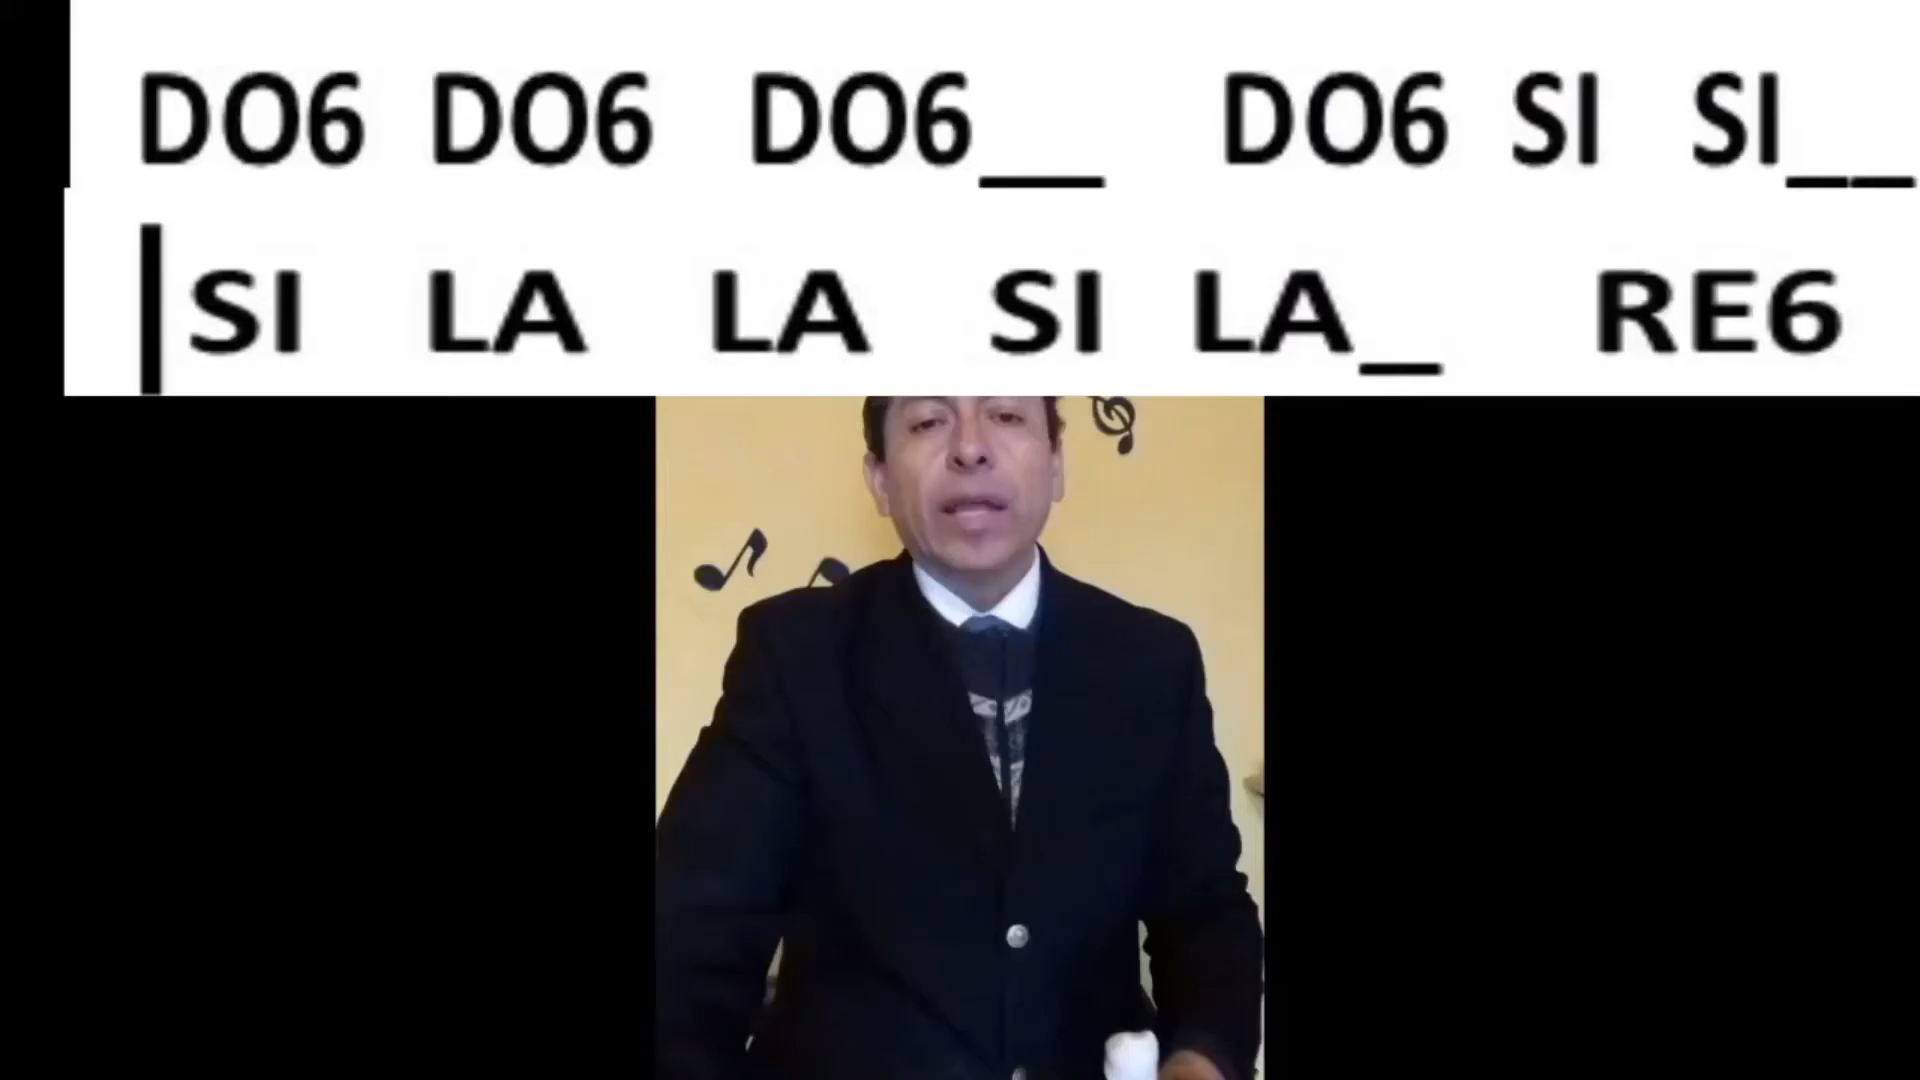 DO6 DO6 DO6__ DO6 SI SI__
|SI LA LA SI LA_ RE6